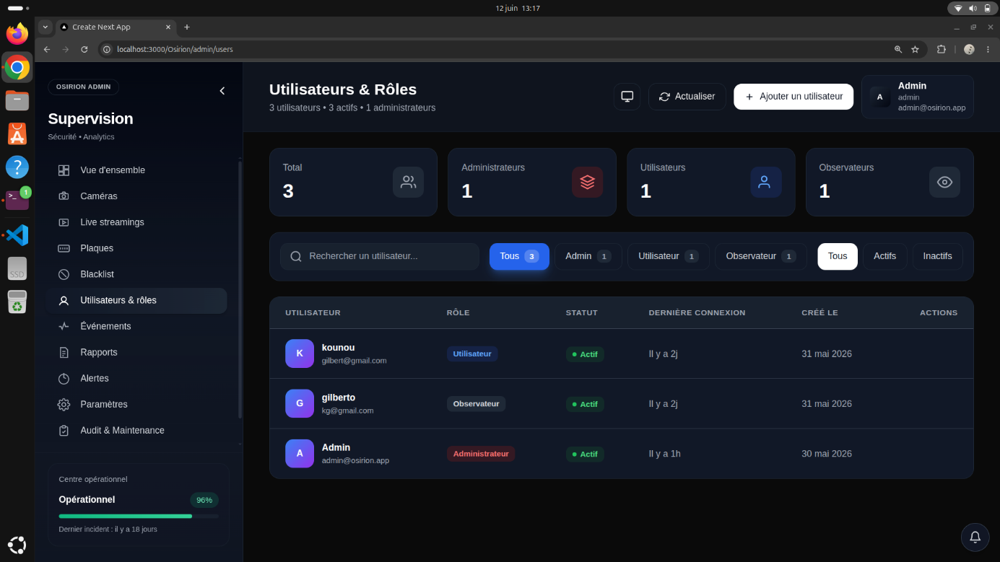 12 juin 13:17
Create Next App
localhost:3000/Osirion/admin/users
1
SSD
OSIRION ADMIN
Supervision
Sécurité • Analytics
Vue d'ensemble
Caméras
Live streamings
Plaques
Blacklist
Utilisateurs & rôles
Événements
Rapports
Alertes
Paramètres
Audit & Maintenance
Centre opérationnel
Opérationnel 96%
Dernier incident : il y a 18 jours
Utilisateurs & Rôles
3 utilisateurs • 3 actifs • 1 administrateurs
Actualiser
+ Ajouter un utilisateur
A
Admin
admin
admin@osirion.app
Total
3
Administrateurs
1
Utilisateurs
1
Observateurs
1
Rechercher un utilisateur...
Tous 3
Admin 1
Utilisateur 1
Observateur 1
Tous
Actifs
Inactifs
UTILISATEUR RÔLE STATUT DERNIÈRE CONNEXION CRÉÉ LE ACTIONS
K kounou Utilisateur Actif Il y a 2j 31 mai 2026
gilbert@gmail.com
G gilberto Observateur Actif Il y a 2j 31 mai 2026
kg@gmail.com
A Admin Administrateur Actif Il y a 1h 30 mai 2026
admin@osirion.app